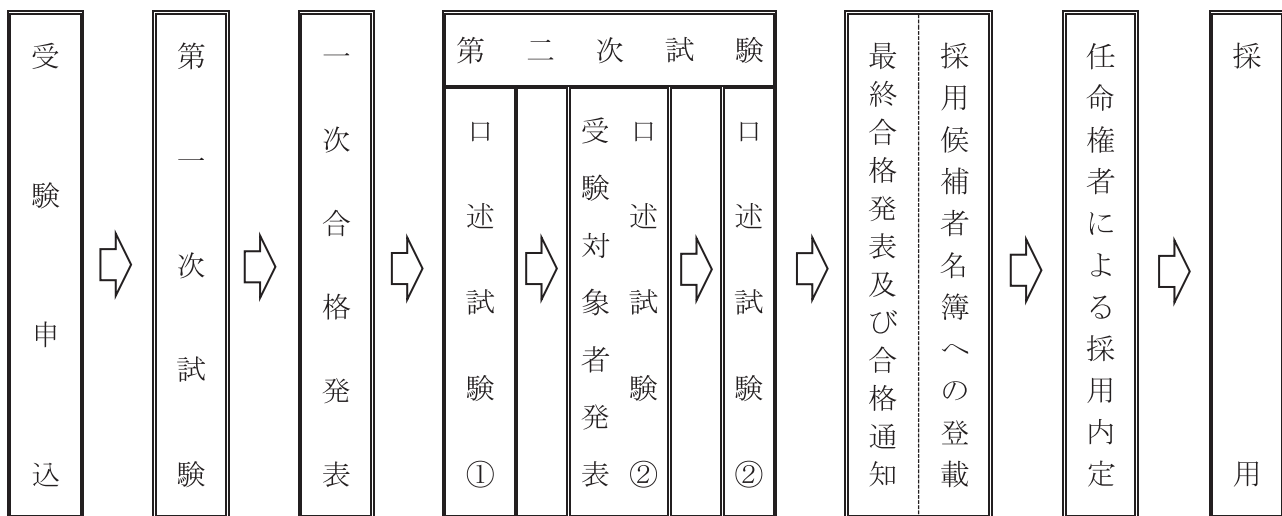 受験申込
第一次試験
一次合格発表
第二次試験
口述試験①
口述試験②
受験対象者発表
口述試験②
採用候補者名簿への登載
最終合格発表及び合格通知
任命権者による採用内定
採用